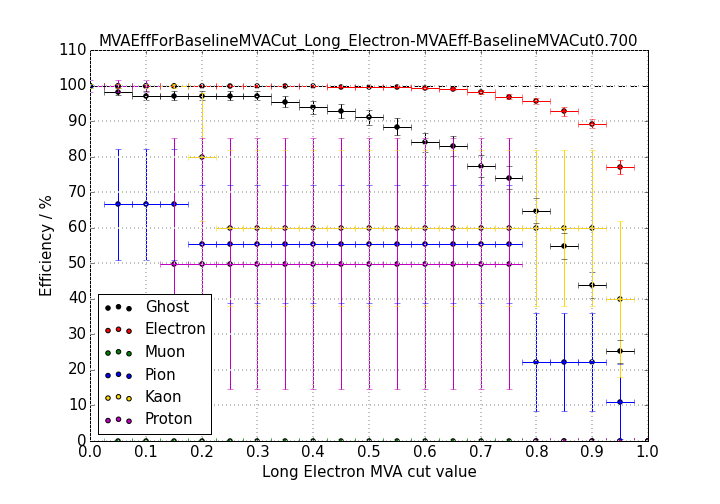 MVAEffForBaselineMVACut_Long_Electron-MVAEff-BaselineMVACut0.700
110
100
90
80
70
60
50
40
30
20
10
0
Efficiency / %
Ghost
Electron
Muon
Pion
Kaon
Proton
0.0 0.1 0.2 0.3 0.4 0.5 0.6 0.7 0.8 0.9 1.0
Long Electron MVA cut value